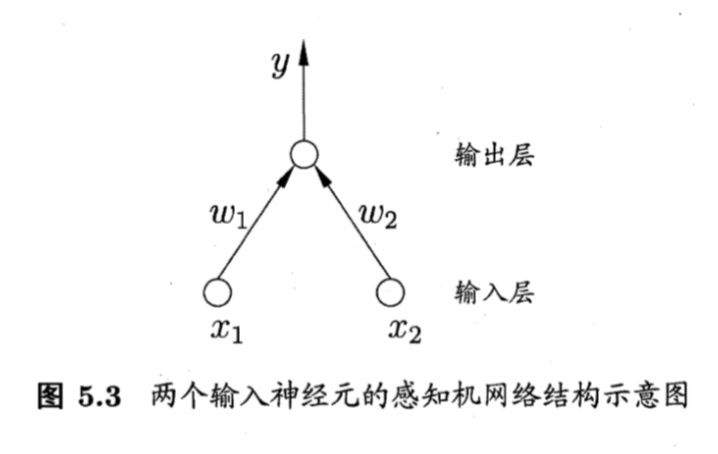 y
输出层
w₁ w₂
输入层
x₁ x₂
图 5.3 两个输入神经元的感知机网络结构示意图